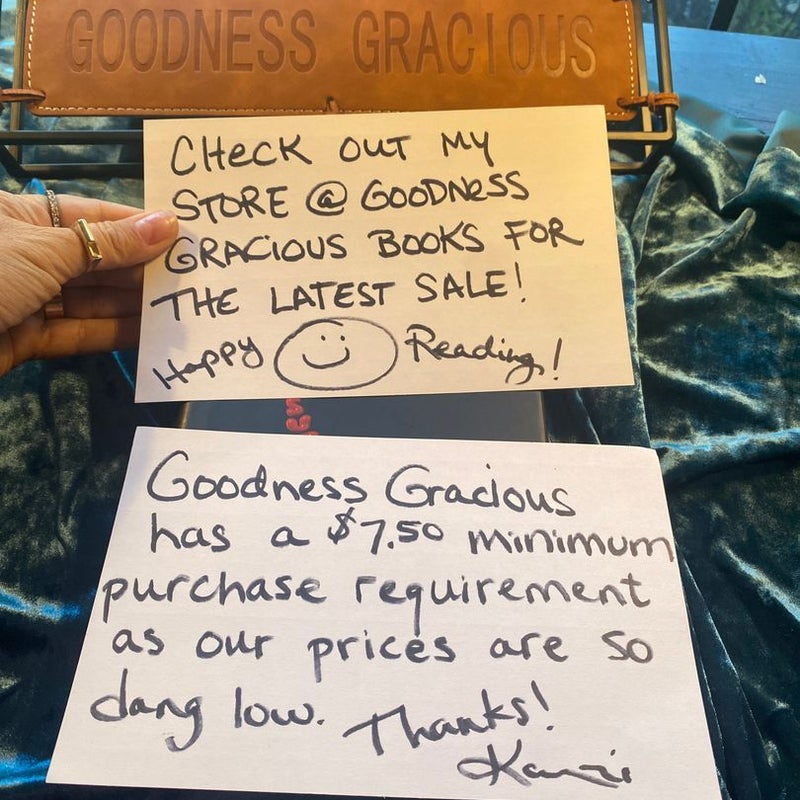 GOODNESS GRACIOUS
CHECK OUT MY
STORE @ GOODNESS
GRACIOUS BOOKS FOR
THE LATEST SALE!
Happy Reading!
Goodness Gracious
has a $7.50 minimum
purchase requirement
as our prices are so
dang low. Thanks!